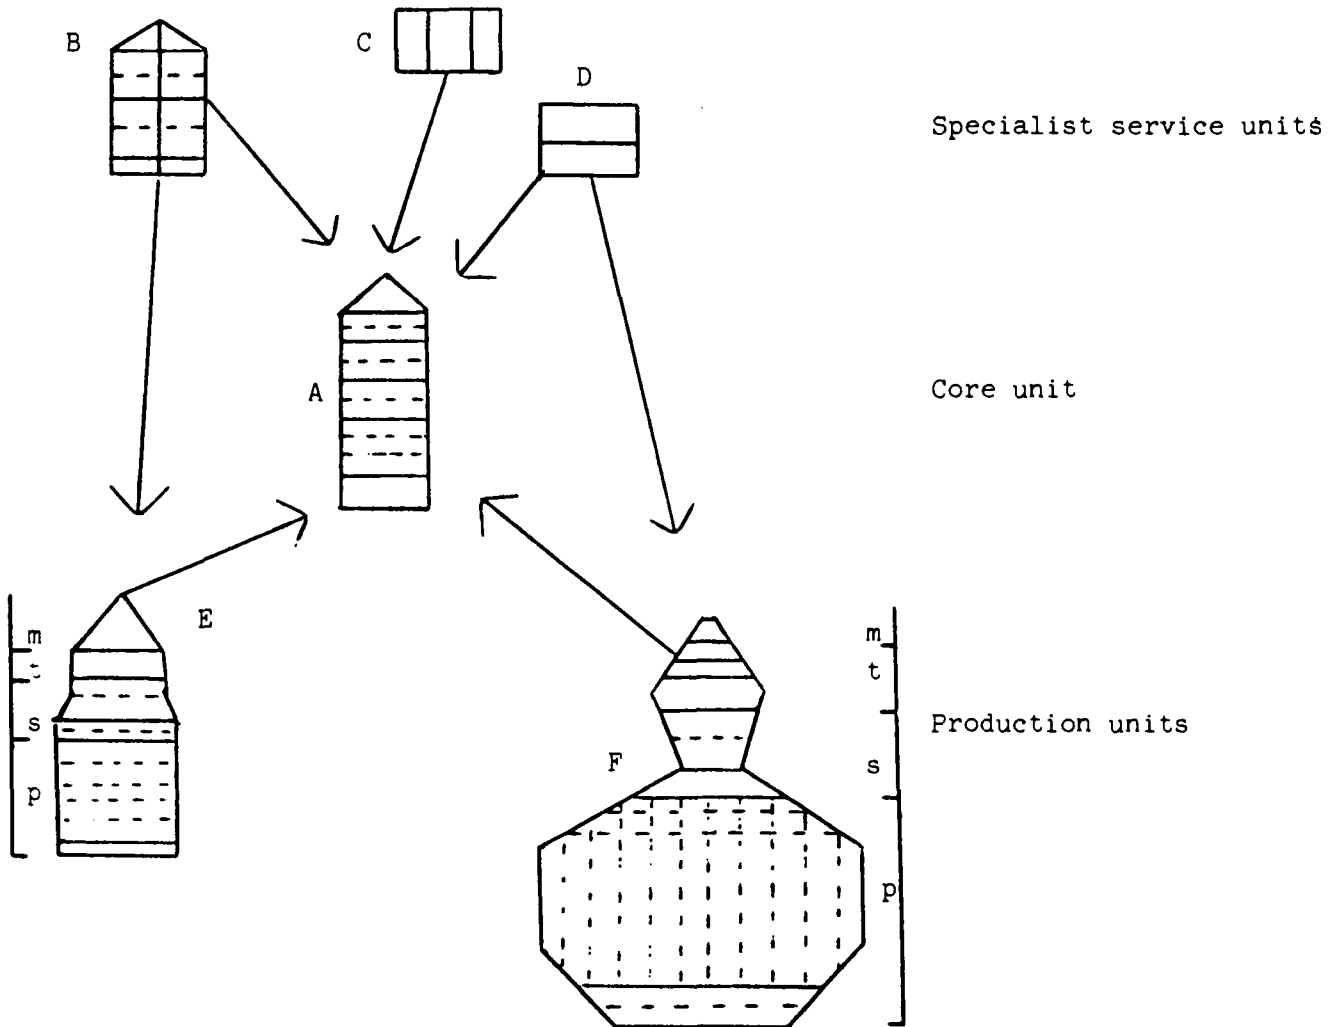 B
C
D
Specialist service units
A
Core unit
E
m
t
s
p
F
m
t
s
p
Production units